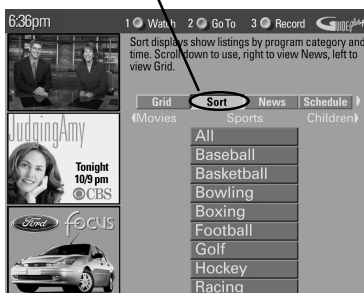 6:36pm
1 Watch 2 Go To 3 Record GUIDE Plus+
Sort displays show listings by program category and
time. Scroll down to use, right to view News, left to
view Grid.
Grid Sort News Schedule
Movies Sports Children
All
Baseball
Basketball
Bowling
Boxing
Football
Golf
Hockey
Racing
JudgingAmy
Tonight
10/9 pm
CBS
Ford focus